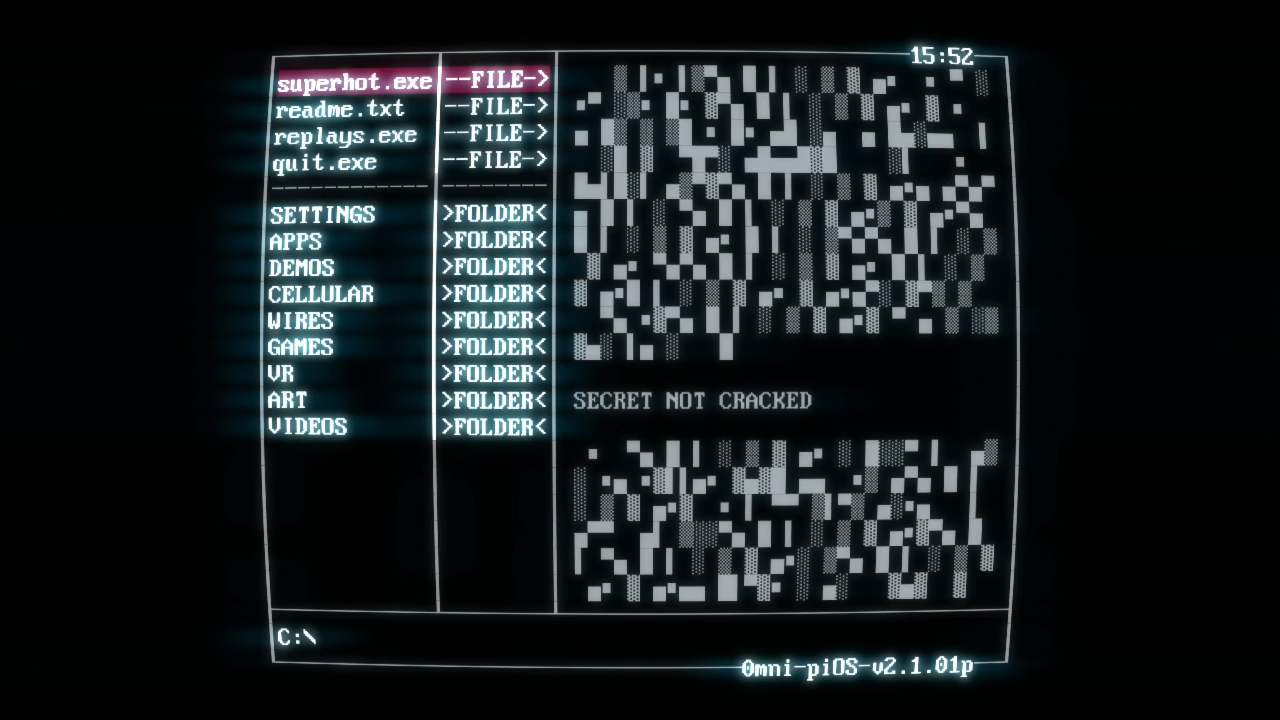 15:52
superhot.exe --FILE->
readme.txt --FILE->
replays.exe --FILE->
quit.exe --FILE->
SETTINGS >FOLDER<
APPS >FOLDER<
DEMOS >FOLDER<
CELLULAR >FOLDER<
WIRES >FOLDER<
GAMES >FOLDER<
VR >FOLDER<
ART >FOLDER<
VIDEOS >FOLDER<
SECRET NOT CRACKED
C:\
0mni-piOS-v2.1.01p